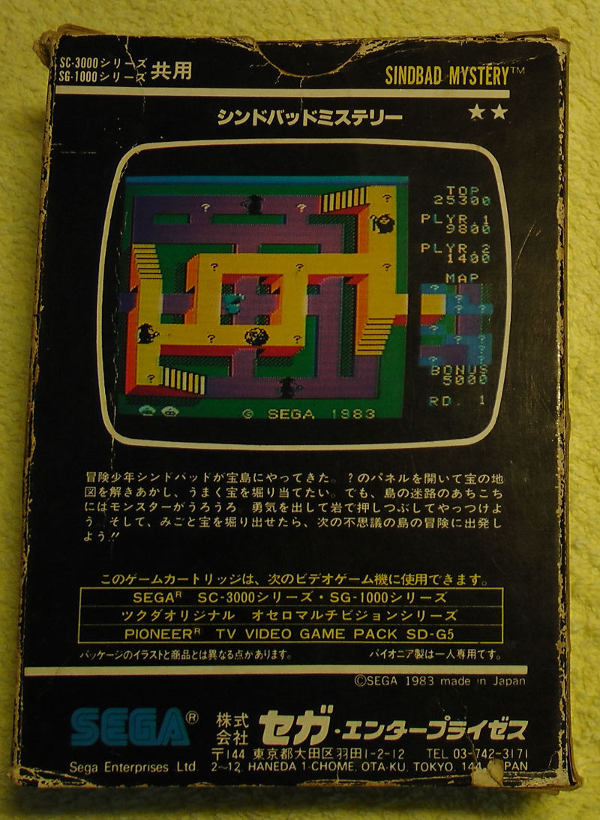 SC-3000シリーズ
SG-1000シリーズ 共用
SINDBAD MYSTERY™
シンドバッドミステリー ★★
TOP
25300
PLYR.1
9800
PLYR.2
1400
MAP
BONUS
5000
RD. 1
© SEGA 1983
冒険少年シンドバッドが宝島にやってきた。?のパネルを開いて宝の地
図を解きあかし、うまく宝を掘り当てたい。でも、島の迷路のあちこち
にはモンスターがうろうろ。勇気を出して岩で押しつぶしてやっつけよ
う。そして、みごと宝を掘り出せたら、次の不思議の島の冒険に出発し
よう!!
このゲームカートリッジは、次のビデオゲーム機に使用できます。
SEGA® SC-3000シリーズ・SG-1000シリーズ
ツクダオリジナル オセロマルチビジョンシリーズ
PIONEER® TV VIDEO GAME PACK SD-G5
パッケージのイラストと商品とは異なる点があります。 パイオニア製は一人専用です。
©SEGA 1983 made in Japan
SEGA® 株式会社 セガ・エンタープライゼス
〒144 東京都大田区羽田1-2-12 TEL 03-742-3171
Sega Enterprises Ltd. 2-12, HANEDA 1-CHOME, OTA-KU, TOKYO, 144 JAPAN